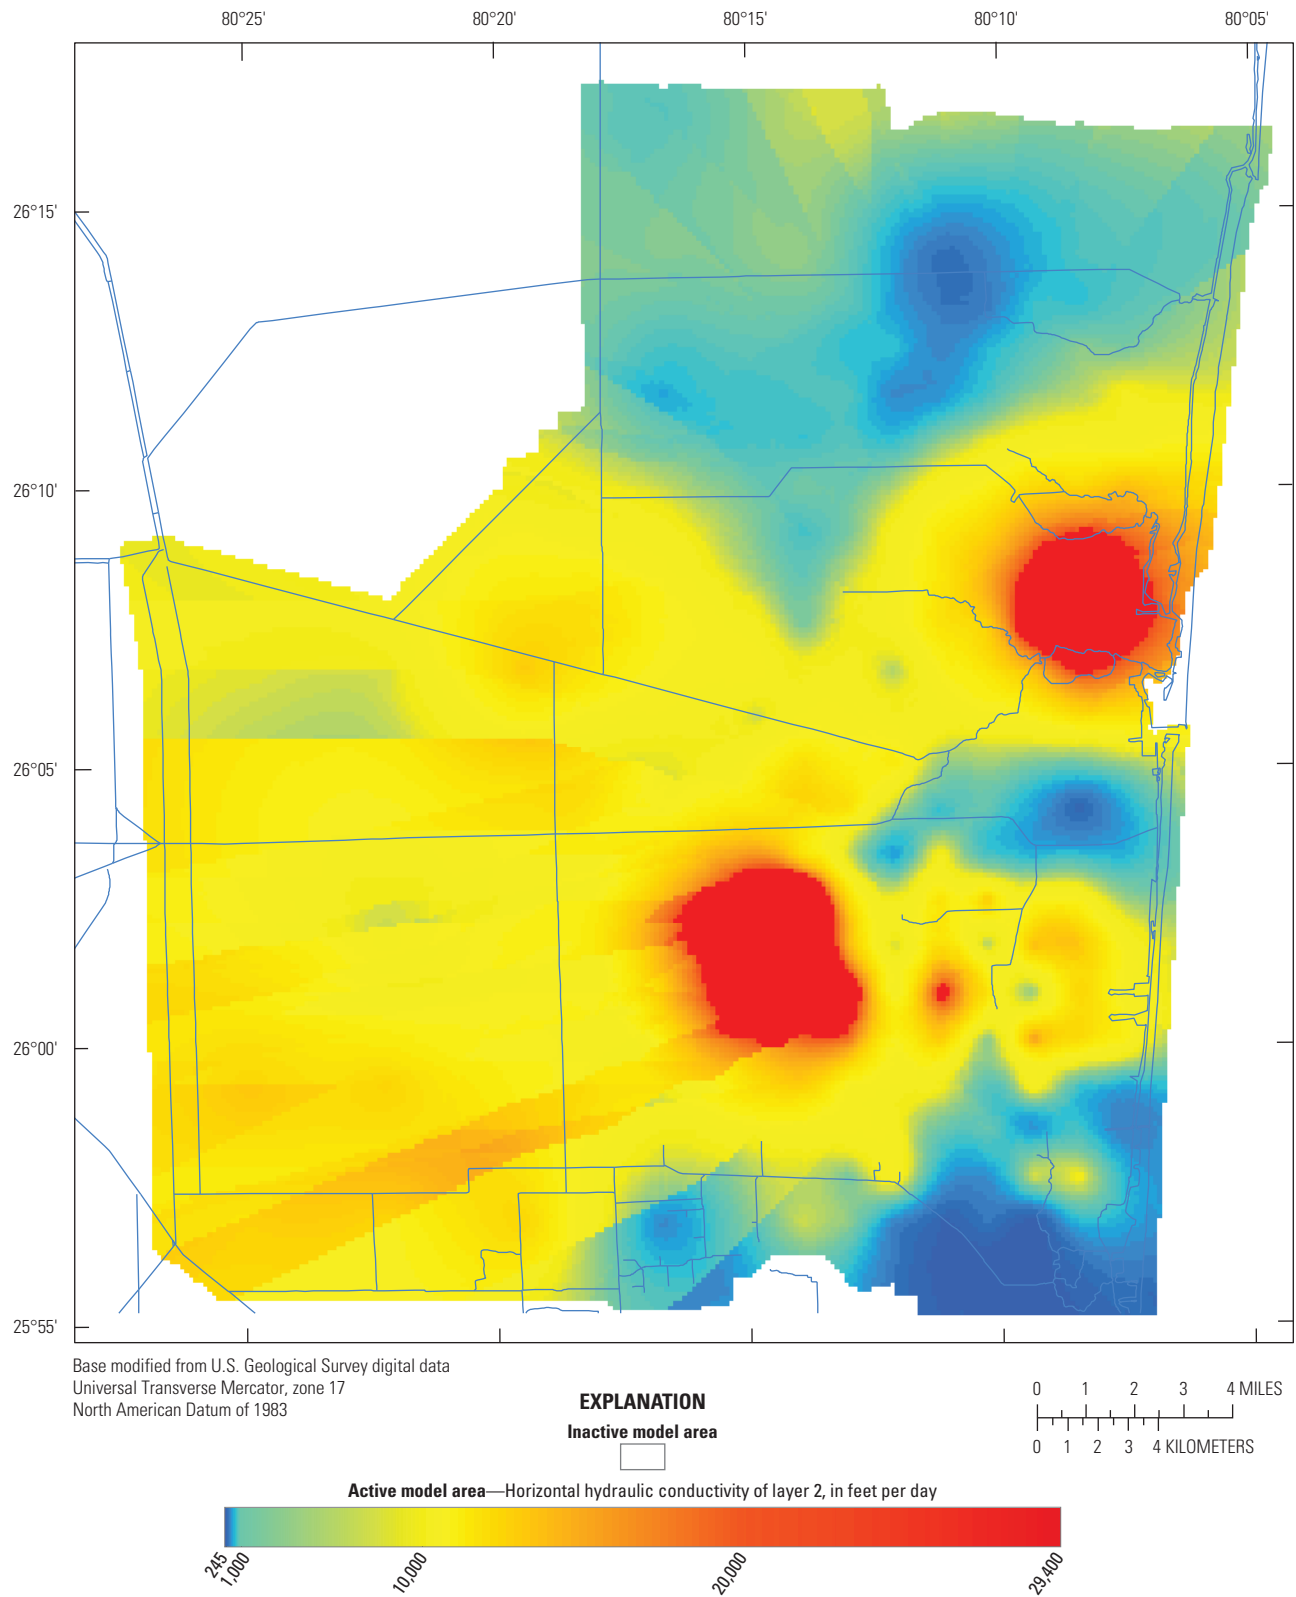 80°25' 80°20' 80°15' 80°10' 80°05'
26°15'
26°10'
26°05'
26°00'
25°55'
Base modified from U.S. Geological Survey digital data
Universal Transverse Mercator, zone 17
North American Datum of 1983
EXPLANATION
Inactive model area
0 1 2 3 4 MILES
0 1 2 3 4 KILOMETERS
Active model area—Horizontal hydraulic conductivity of layer 2, in feet per day
245 1,000 10,000 20,000 29,400